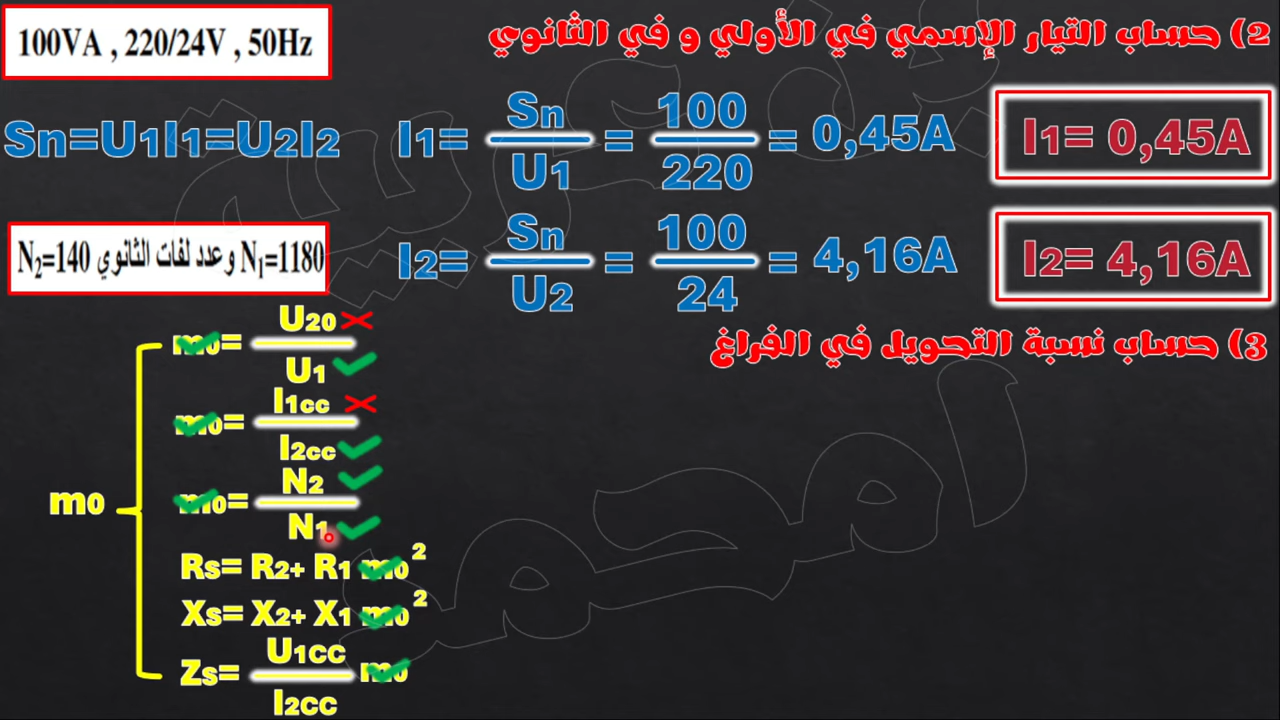 100VA , 220/24V , 50Hz
2) حساب التيار الإسمي في الأولي و في الثانوي
Sn=U1I1=U2I2
I1= Sn/U1 = 100/220 = 0,45A
I1= 0,45A
N1=1180 وعدد لفات الثانوي N2=140
I2= Sn/U2 = 100/24 = 4,16A
I2= 4,16A
3) حساب نسبة التحويل في الفراغ
m0
m0= U20/U1
m0= I1cc/I2cc
m0= N2/N1
Rs= R2+ R1 m0²
Xs= X2+ X1 m0²
Zs= U1CC/I2CC m0